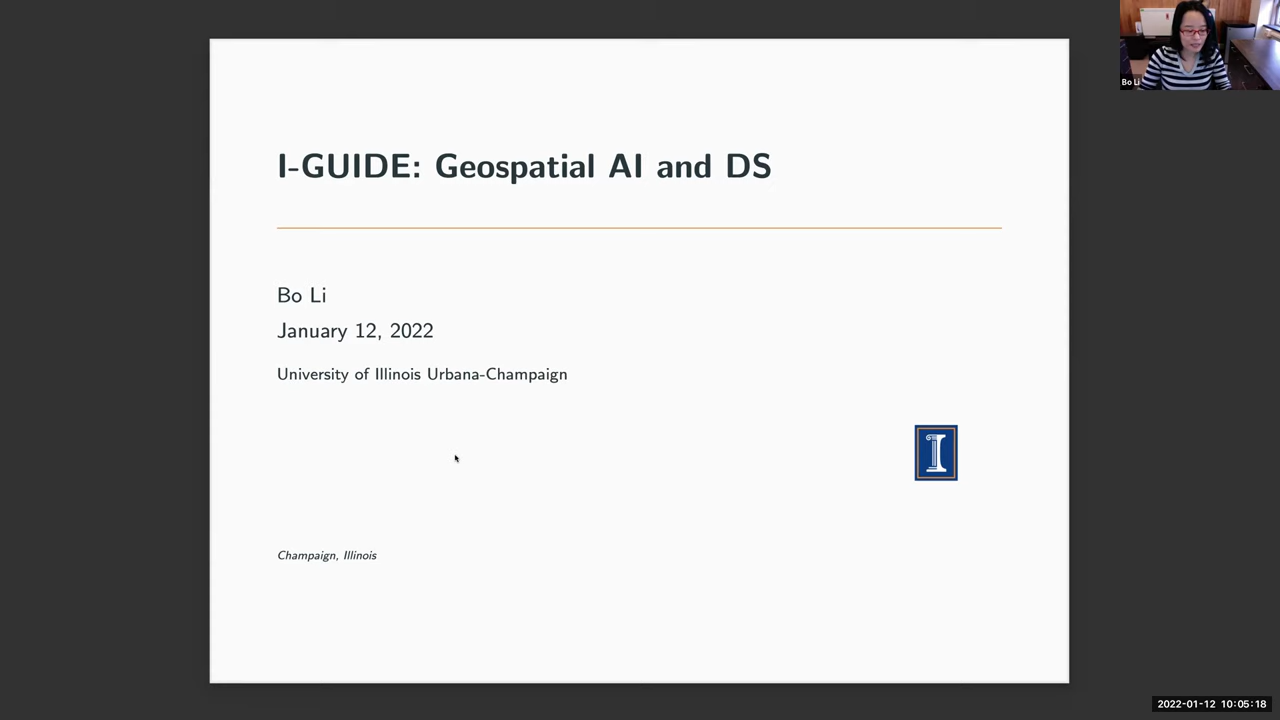 Bo Li
I-GUIDE: Geospatial AI and DS
Bo Li
January 12, 2022
University of Illinois Urbana-Champaign
I
Champaign, Illinois
2022-01-12 10:05:18